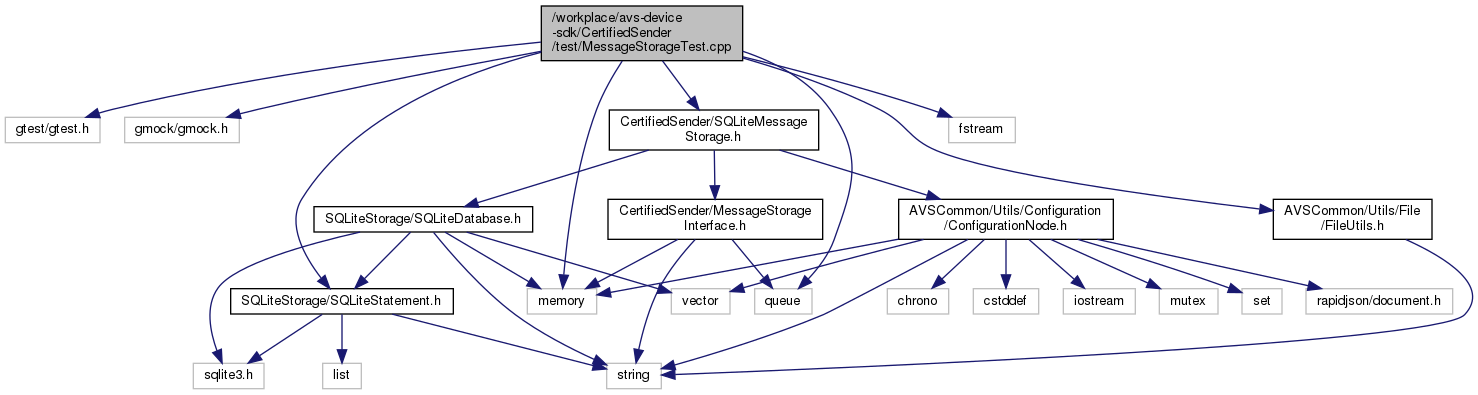 /workplace/avs-device
-sdk/CertifiedSender
/test/MessageStorageTest.cpp
gtest/gtest.h
gmock/gmock.h
CertifiedSender/SQLiteMessage
Storage.h
fstream
SQLiteStorage/SQLiteDatabase.h
CertifiedSender/MessageStorage
Interface.h
AVSCommon/Utils/Configuration
/ConfigurationNode.h
AVSCommon/Utils/File
/FileUtils.h
SQLiteStorage/SQLiteStatement.h
memory
vector
queue
chrono
cstddef
iostream
mutex
set
rapidjson/document.h
sqlite3.h
list
string